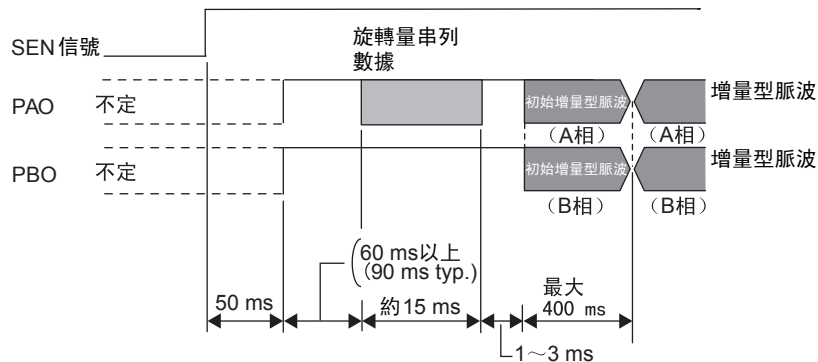 SEN信號
旋轉量串列
數據
PAO
不定
初始增量型脈波
增量型脈波
（A相）
（A相）
PBO
不定
初始增量型脈波
增量型脈波
（B相）
（B相）
60 ms以上
（90 ms typ.）
50 ms
約15 ms
最大
400 ms
1～3 ms